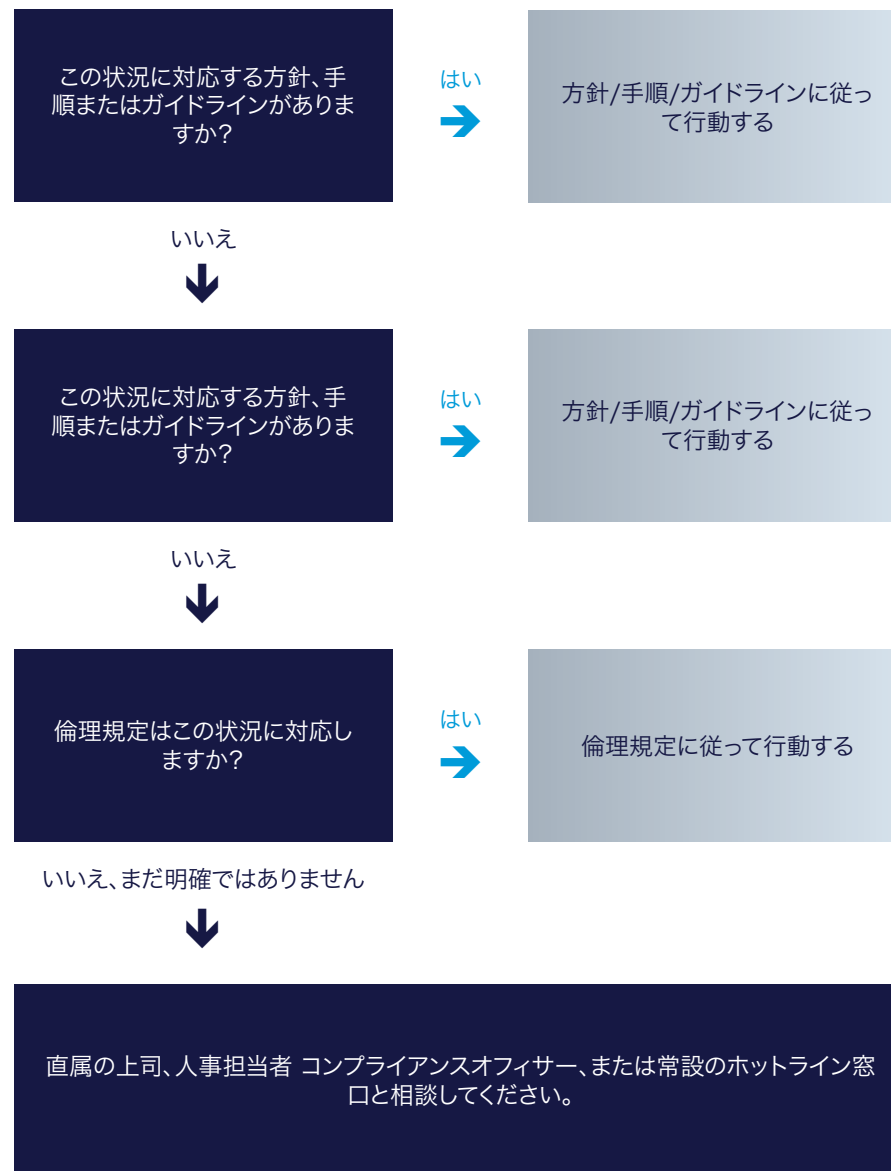 この状況に対応する方針、手
順またはガイドラインがありま
すか?
はい
方針/手順/ガイドラインに従っ
て行動する
いいえ
この状況に対応する方針、手
順またはガイドラインがありま
すか?
はい
方針/手順/ガイドラインに従っ
て行動する
いいえ
倫理規定はこの状況に対応し
ますか?
はい
倫理規定に従って行動する
いいえ、まだ明確ではありません
直属の上司、人事担当者 コンプライアンスオフィサー、または常設のホットライン窓
口と相談してください。